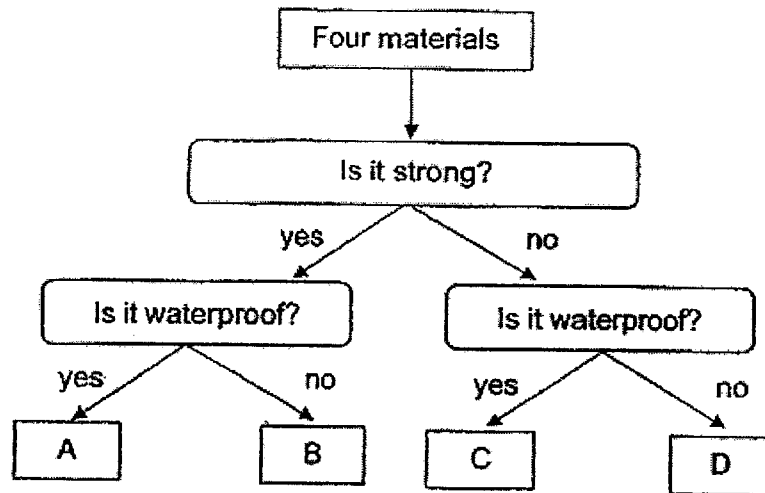 Four materials
Is it strong?
yes
no
Is it waterproof?
Is it waterproof?
yes
no
yes
no
A
B
C
D